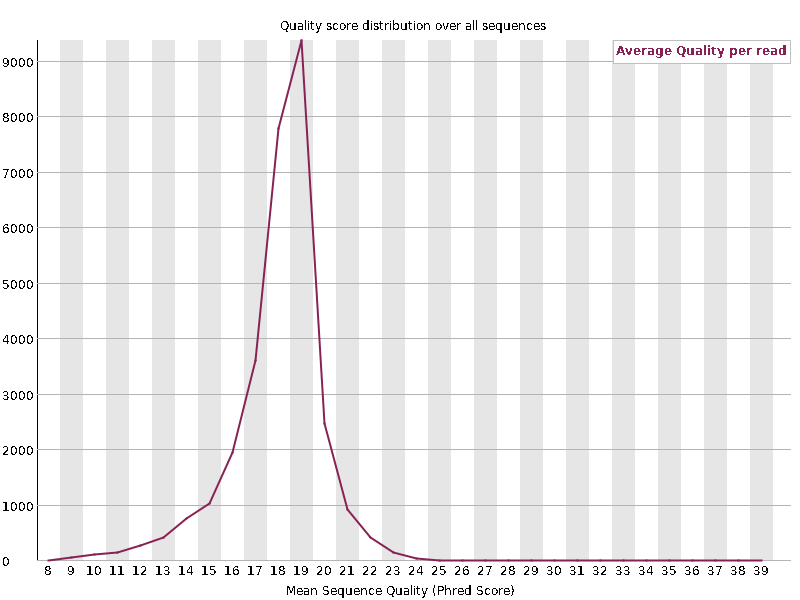 Quality score distribution over all sequences
Average Quality per read
9000
8000
7000
6000
5000
4000
3000
2000
1000
0
8 9 10 11 12 13 14 15 16 17 18 19 20 21 22 23 24 25 26 27 28 29 30 31 32 33 34 35 36 37 38 39
Mean Sequence Quality (Phred Score)